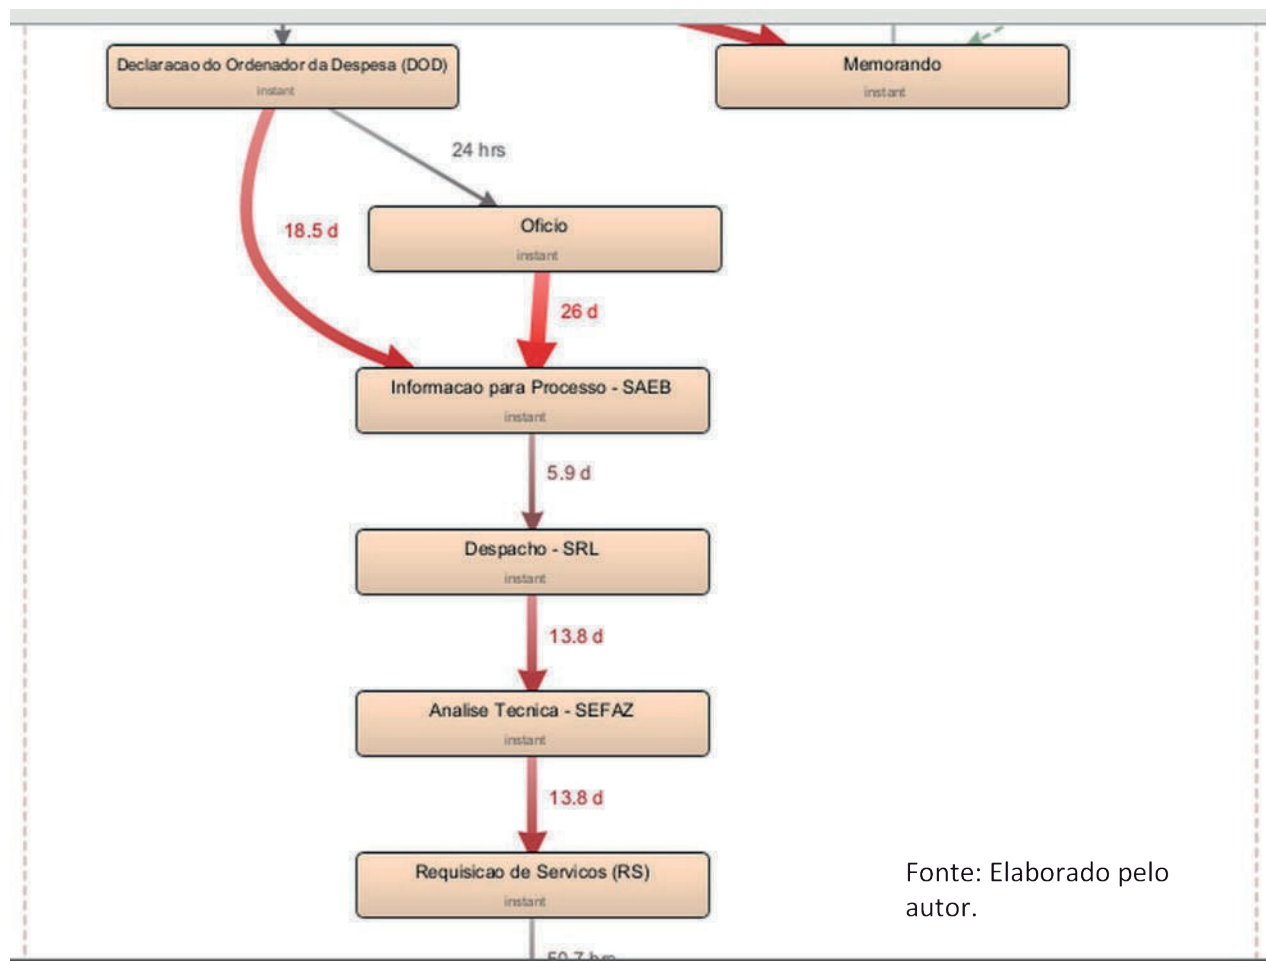 Declaracao do Ordenador da Despesa (DOD)
instant
Memorando
instant
24 hrs
18.5 d
Oficio
instant
26 d
Informacao para Processo - SAEB
instant
5.9 d
Despacho - SRL
instant
13.8 d
Analise Tecnica - SEFAZ
instant
13.8 d
Requisicao de Servicos (RS)
instant
Fonte: Elaborado pelo
autor.